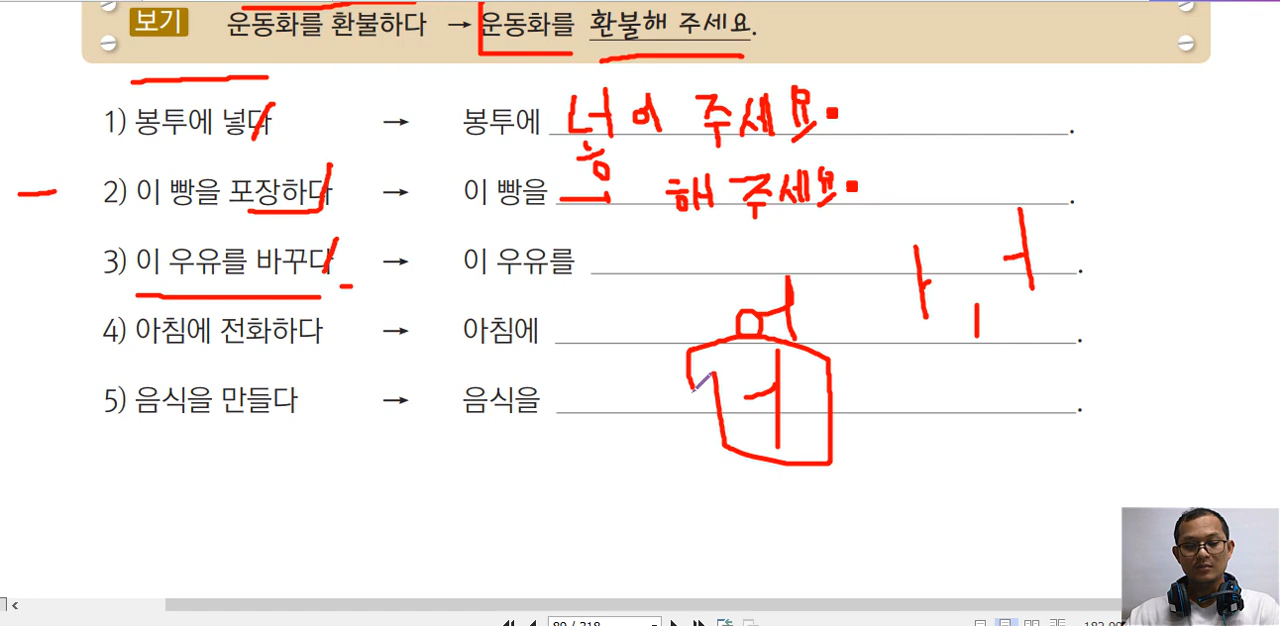 보기 운동화를 환불하다 → 운동화를 환불해 주세요.
1) 봉투에 넣다 → 봉투에 넣어 주세요.
2) 이 빵을 포장하다 → 이 빵을 해 주세요.
3) 이 우유를 바꾸다 → 이 우유를 .
ㅏ, ㅓ
어
ㅓ
4) 아침에 전화하다 → 아침에 .
5) 음식을 만들다 → 음식을 .
89 / 218